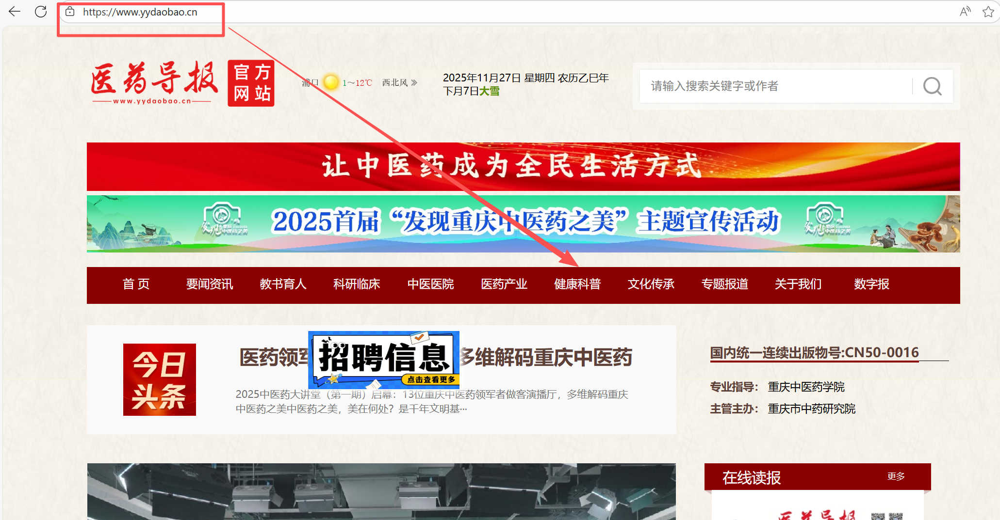 https://www.yydaobao.cn
医药导报
官方
网站
www.yydaobao.cn
浦口 1～12℃ 西北风
2025年11月27日 星期四 农历乙巳年
下月7日大雪
请输入搜索关键字或作者
让中医药成为全民生活方式
2025首届“发现重庆中医药之美”主题宣传活动
首 页 要闻资讯 教书育人 科研临床 中医医院 医药产业 健康科普 文化传承 专题报道 关于我们 数字报
今日
头条
医药领军
多维解码重庆中医药
招聘信息
点击查看更多
2025中医药大讲堂（第一期）启幕：13位重庆中医药领军者做客演播厅，多维解码重庆
中医药之美中医药之美，美在何处？是千年文明基···
国内统一连续出版物号:CN50-0016
专业指导： 重庆中医药学院
主管主办： 重庆市中药研究院
在线读报 更多
医药导报